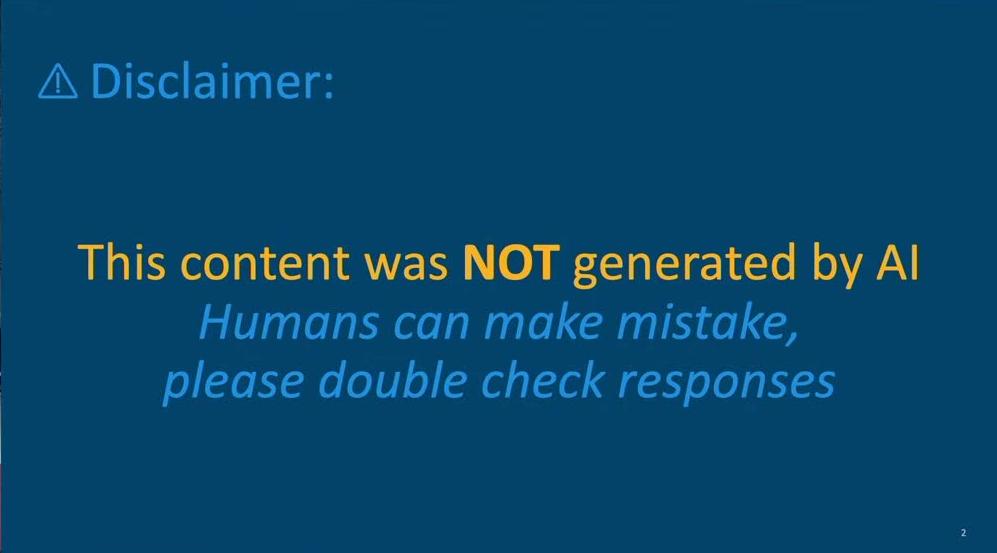 ⚠ Disclaimer:
This content was NOT generated by AI
Humans can make mistake,
please double check responses
2